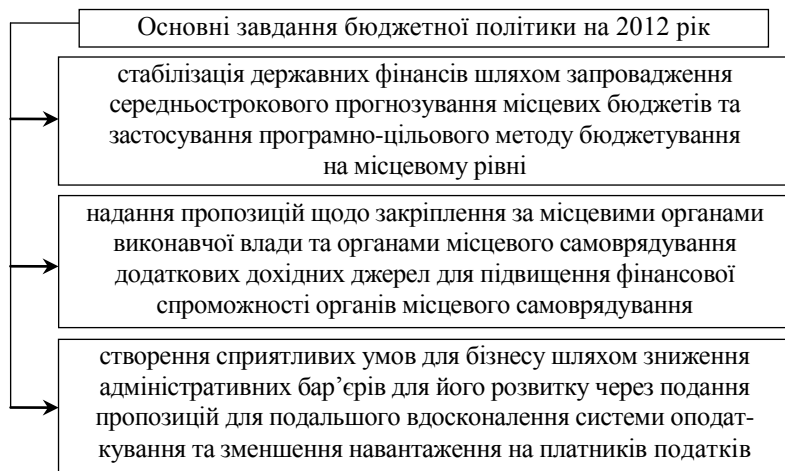 Основні завдання бюджетної політики на 2012 рік
стабілізація державних фінансів шляхом запровадження
середньострокового прогнозування місцевих бюджетів та
застосування програмно-цільового методу бюджетування
на місцевому рівні
надання пропозицій щодо закріплення за місцевими органами
виконавчої влади та органами місцевого самоврядування
додаткових дохідних джерел для підвищення фінансової
спроможності органів місцевого самоврядування
створення сприятливих умов для бізнесу шляхом зниження
адміністративних бар’єрів для його розвитку через подання
пропозицій для подальшого вдосконалення системи оподат-
кування та зменшення навантаження на платників податків